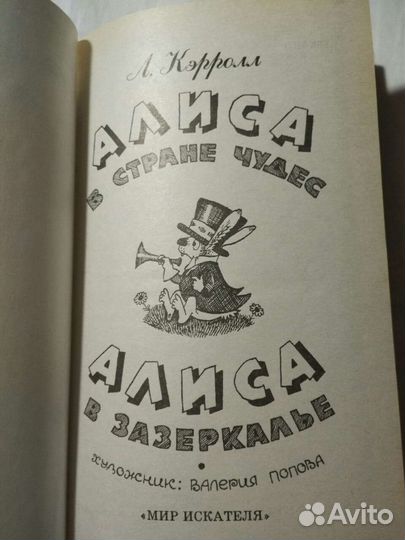 Л. Кэрролл
АЛИСА
В СТРАНЕ ЧУДЕС
АЛИСА
В ЗАЗЕРКАЛЬЕ
ХУДОЖНИК: ВАЛЕРИЯ ПОПОВА
«МИР ИСКАТЕЛЯ»
Avito